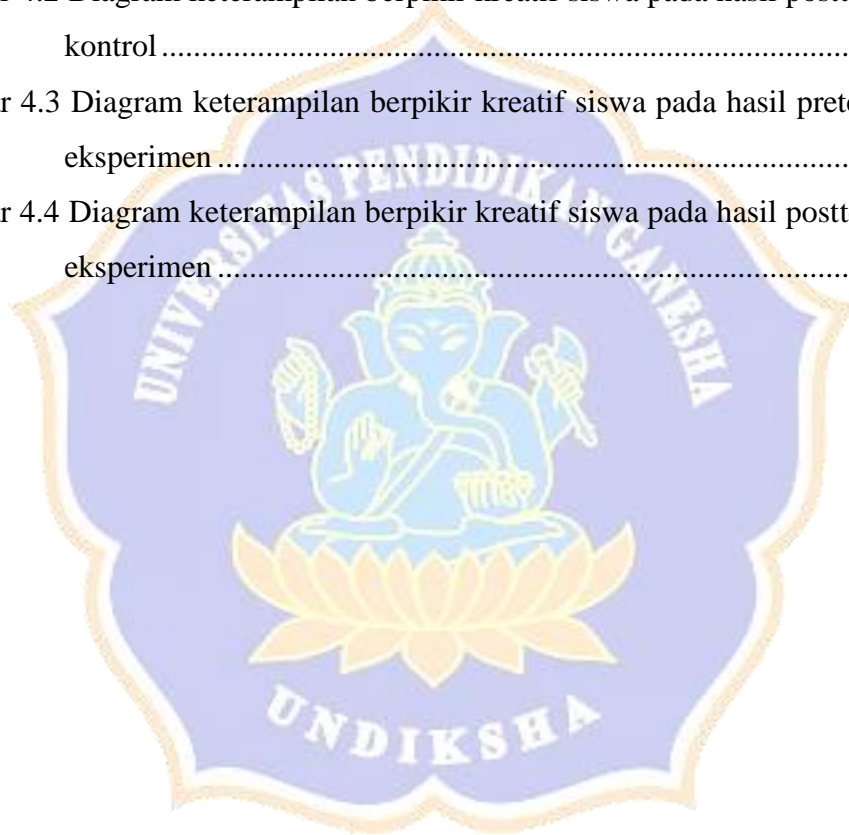 r 4.2 Diagram keterampilan berpikir kreatif siswa pada hasil postt
kontrol ........................................................................................
r 4.3 Diagram keterampilan berpikir kreatif siswa pada hasil prete
eksperimen ................................................................................
r 4.4 Diagram keterampilan berpikir kreatif siswa pada hasil postt
eksperimen ................................................................................
UNIVERSITAS PENDIDIKAN GANESHA
UNDIKSHA